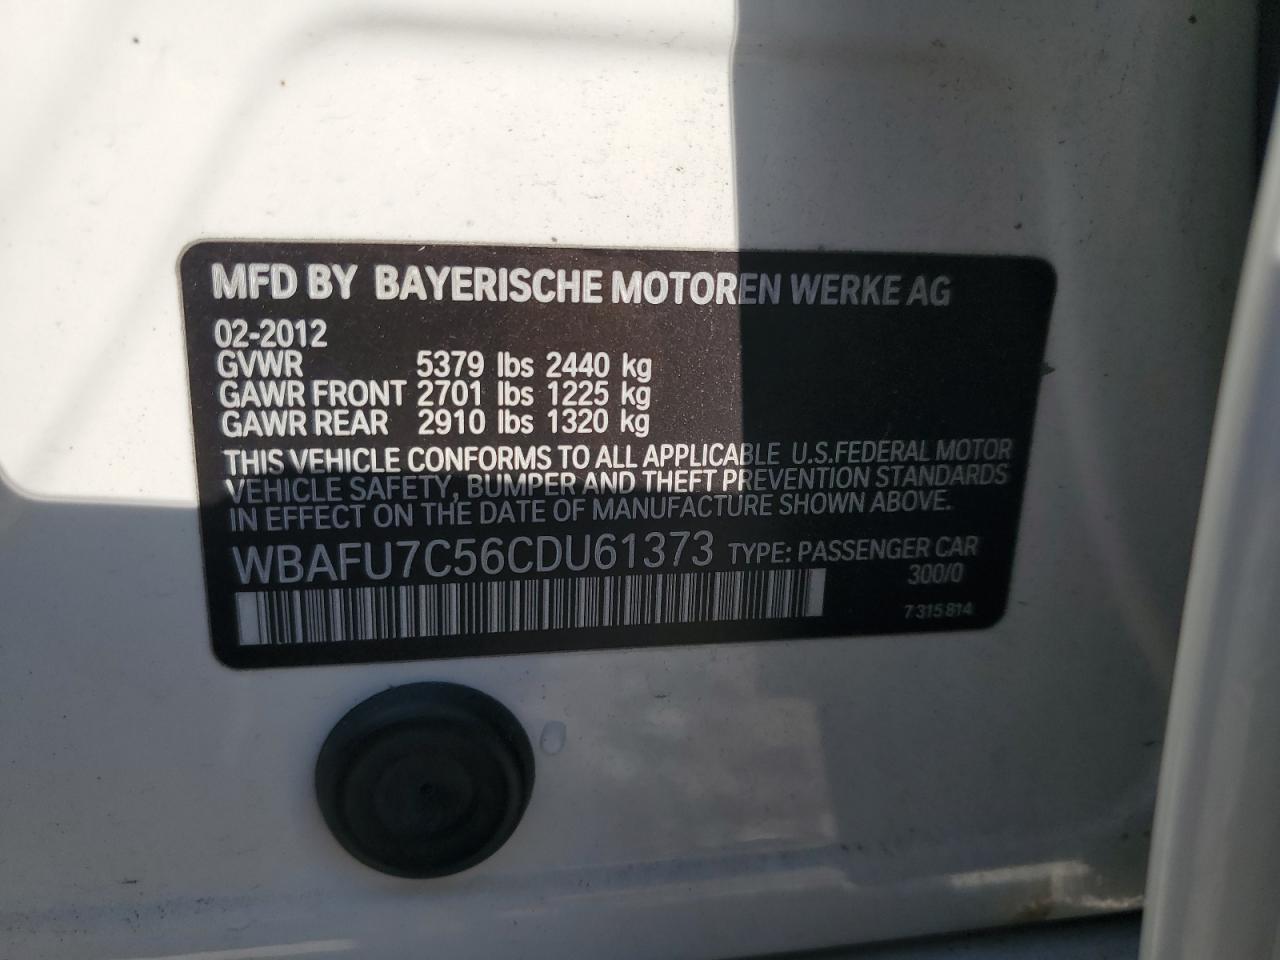 MFD BY BAYERISCHE MOTOREN WERKE AG
02-2012
GVWR 5379 lbs 2440 kg
GAWR FRONT 2701 lbs 1225 kg
GAWR REAR 2910 lbs 1320 kg
THIS VEHICLE CONFORMS TO ALL APPLICABLE U.S.FEDERAL MOTOR
VEHICLE SAFETY, BUMPER AND THEFT PREVENTION STANDARDS
IN EFFECT ON THE DATE OF MANUFACTURE SHOWN ABOVE.
WBAFU7C56CDU61373 TYPE: PASSENGER CAR
300/0
7 315 814